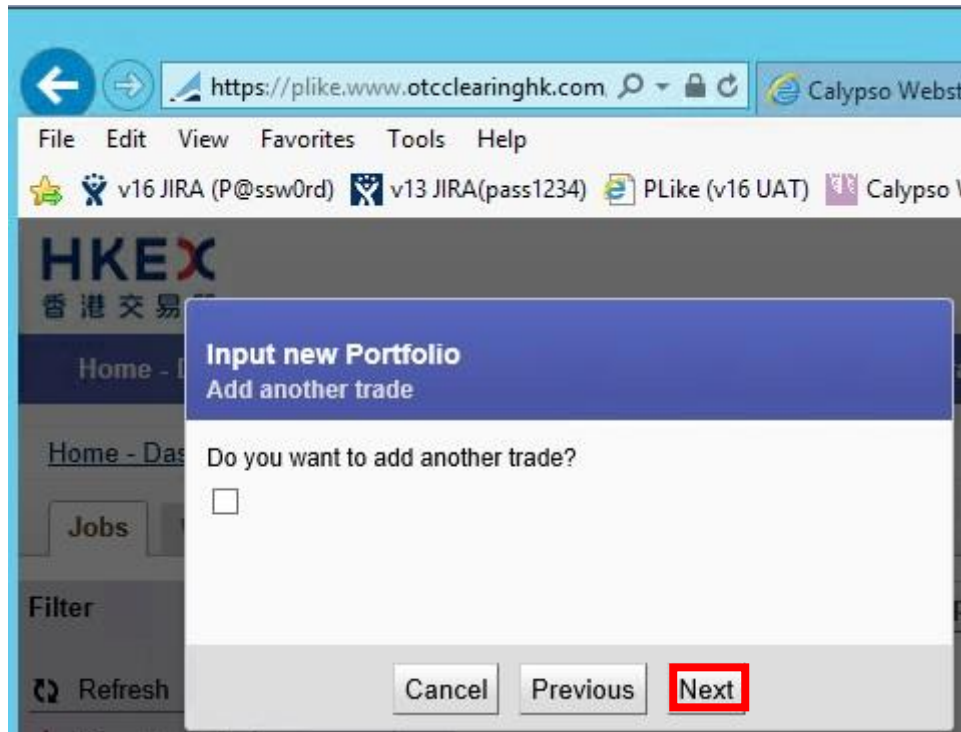 https://plike.www.otcclearinghk.com
Calypso Webst
File Edit View Favorites Tools Help
v16 JIRA (P@ssw0rd) v13 JIRA(pass1234) PLike (v16 UAT) Calypso
HKEX
香港交易
Input new Portfolio
Home - D
Add another trade
Home - Das
Do you want to add another trade?
Jobs
Filter
Refresh
Cancel Previous Next